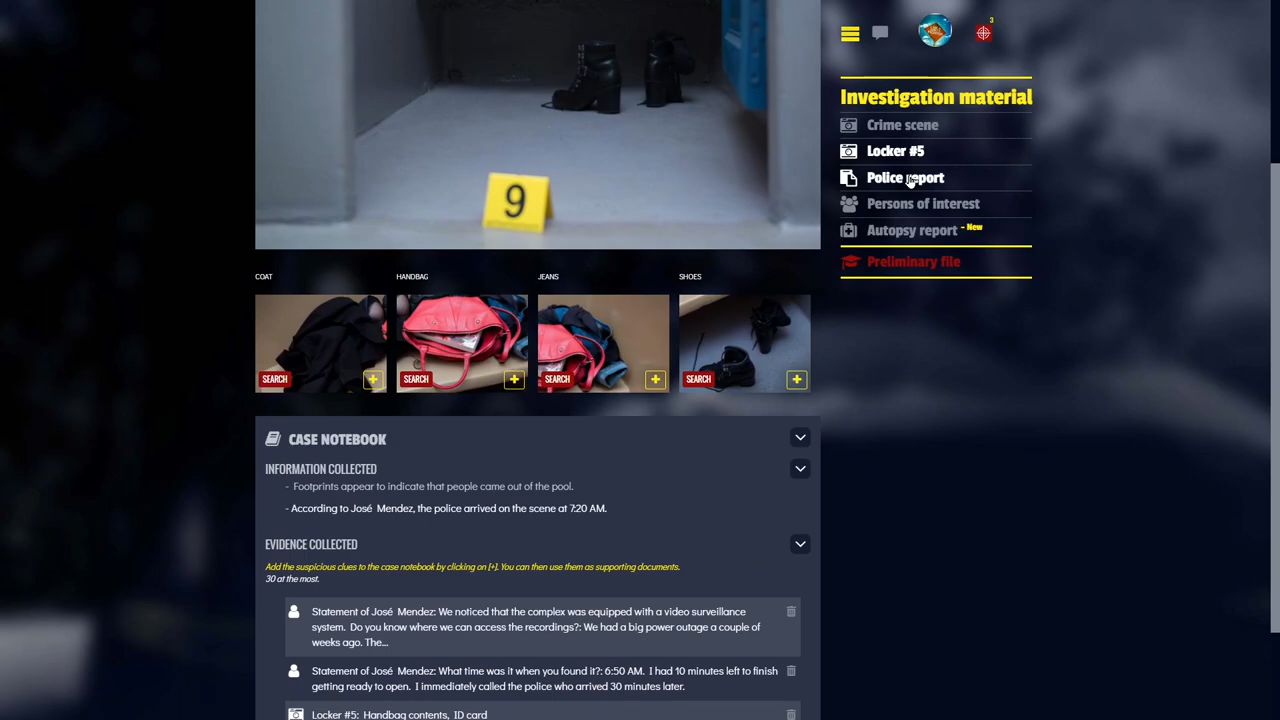 3
Investigation material
Crime scene
Locker #5
Police report
Persons of interest
Autopsy report - New
Preliminary file
9
COAT
HANDBAG
JEANS
SHOES
SEARCH
SEARCH
SEARCH
SEARCH
CASE NOTEBOOK
INFORMATION COLLECTED
- Footprints appear to indicate that people came out of the pool.
- According to José Mendez, the police arrived on the scene at 7:20 AM.
EVIDENCE COLLECTED
Add the suspicious clues to the case notebook by clicking on [+]. You can then use them as supporting documents.
30 at the most.
Statement of José Mendez: We noticed that the complex was equipped with a video surveillance
system. Do you know where we can access the recordings?: We had a big power outage a couple of
weeks ago. The...
Statement of José Mendez: What time was it when you found it?: 6:50 AM. I had 10 minutes left to finish
getting ready to open. I immediately called the police who arrived 30 minutes later.
Locker #5: Handbag contents, ID card